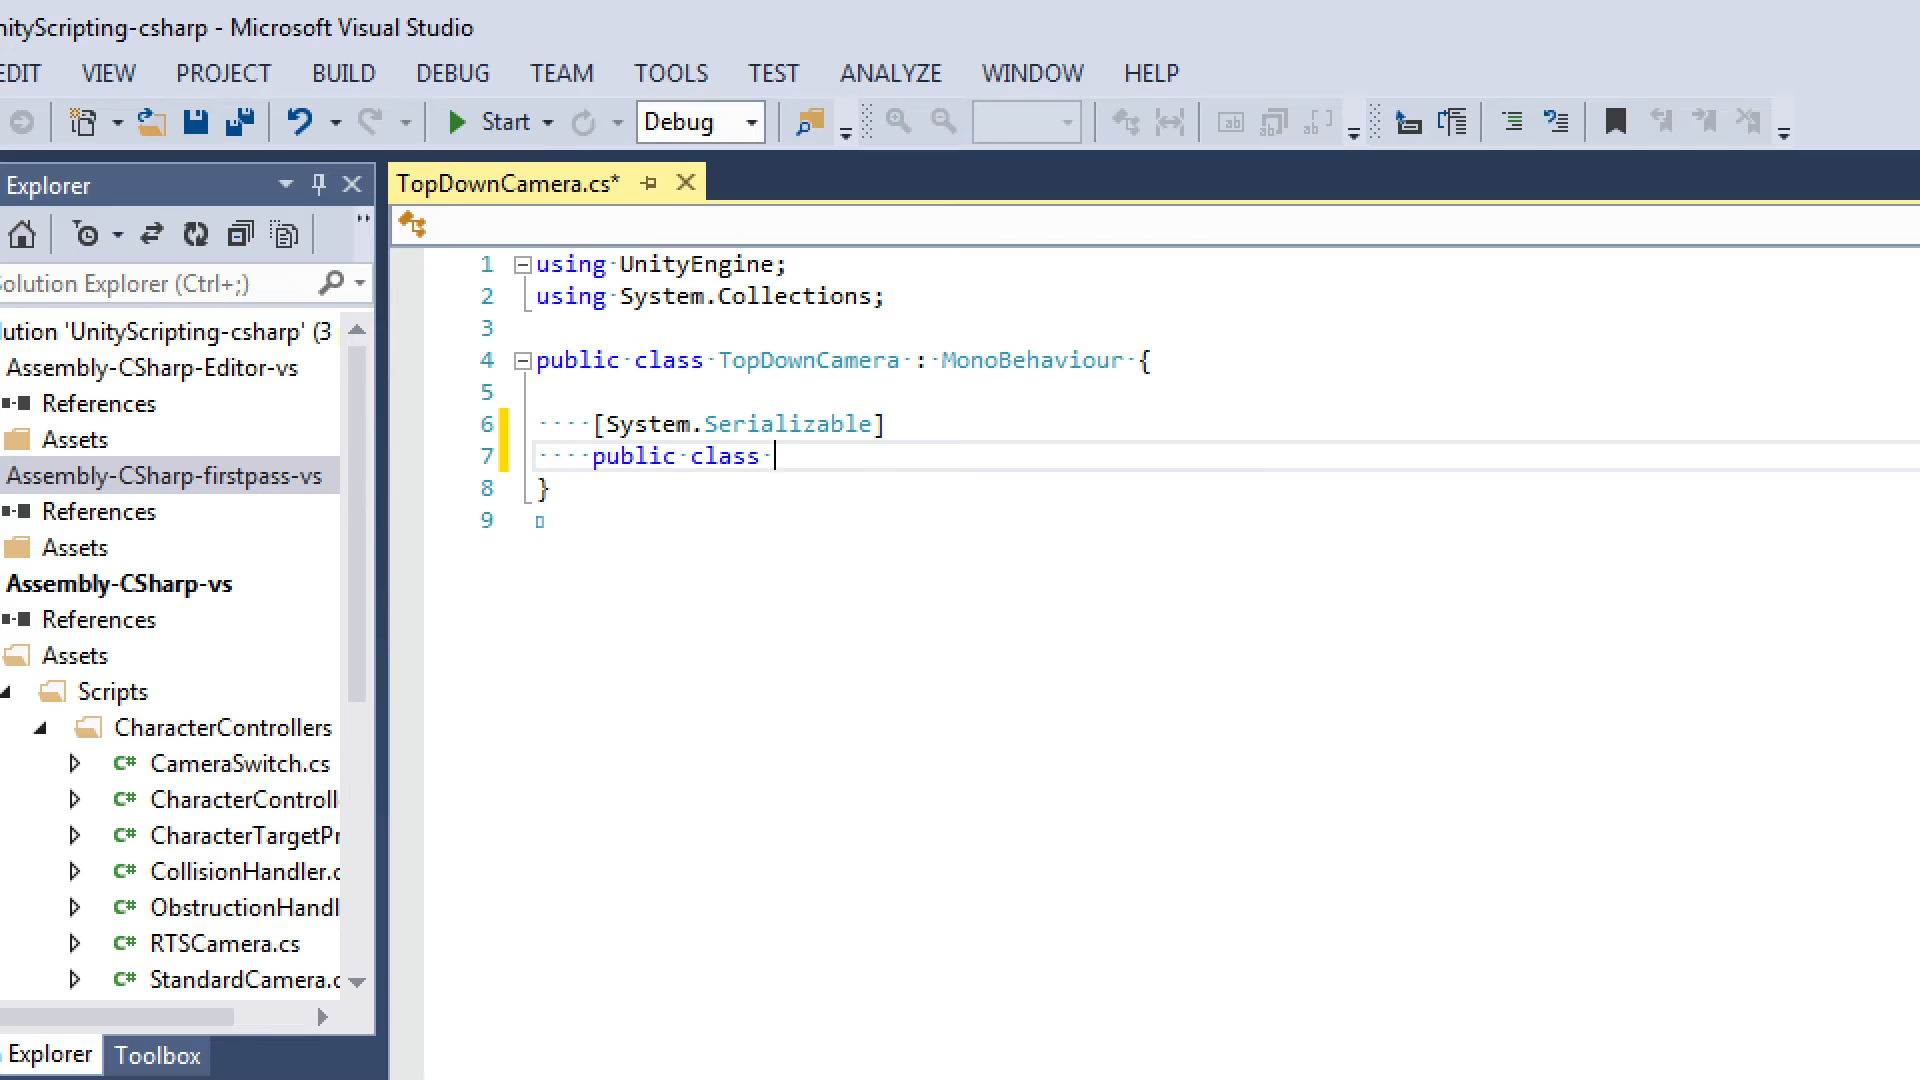 nityScripting-csharp - Microsoft Visual Studio
EDIT VIEW PROJECT BUILD DEBUG TEAM TOOLS TEST ANALYZE WINDOW HELP
Start Debug
Explorer
TopDownCamera.cs*
Solution Explorer (Ctrl+;)
lution 'UnityScripting-csharp' (3
Assembly-CSharp-Editor-vs
References
Assets
Assembly-CSharp-firstpass-vs
References
Assets
Assembly-CSharp-vs
References
Assets
Scripts
CharacterControllers
C# CameraSwitch.cs
C# CharacterControll
C# CharacterTargetPr
C# CollisionHandler.c
C# ObstructionHandl
C# RTSCamera.cs
C# StandardCamera.c
Explorer Toolbox
1 using UnityEngine;
2 using System.Collections;
3
4 public class TopDownCamera : MonoBehaviour {
5
6 [System.Serializable]
7 public class
8 }
9